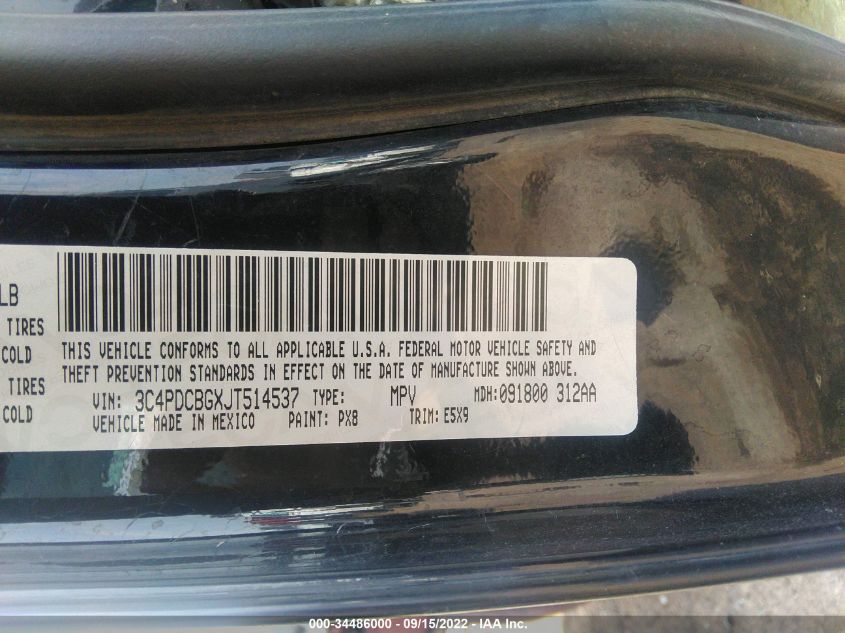 LB
TIRES
COLD
TIRES
COLD
THIS VEHICLE CONFORMS TO ALL APPLICABLE U.S.A. FEDERAL MOTOR VEHICLE SAFETY AND
THEFT PREVENTION STANDARDS IN EFFECT ON THE DATE OF MANUFACTURE SHOWN ABOVE.
VIN: 3C4PDCBGXJT514537 TYPE: MPV MDH:091800 312AA
VEHICLE MADE IN MEXICO PAINT: PX8 TRIM: E5X9
000-34486000 - 09/15/2022 - IAA Inc.